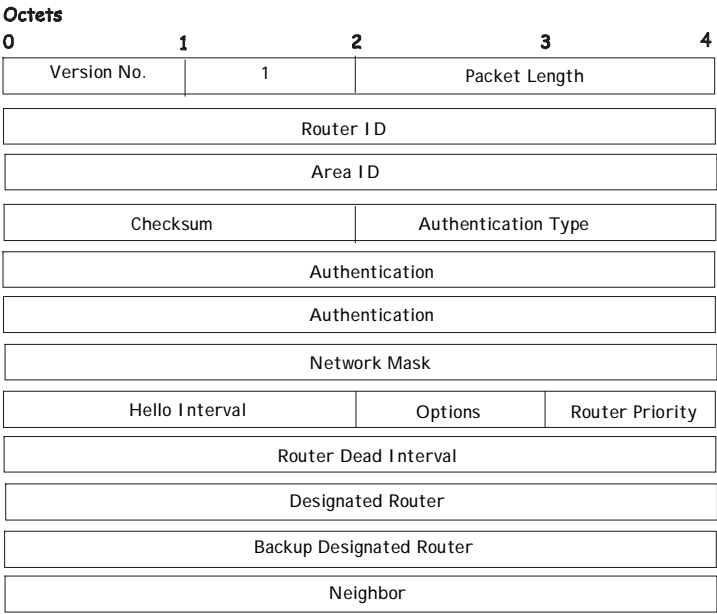 Octets
0 1 2 3 4
Version No. 1 Packet Length
Router ID
Area ID
Checksum Authentication Type
Authentication
Authentication
Network Mask
Hello Interval Options Router Priority
Router Dead Interval
Designated Router
Backup Designated Router
Neighbor